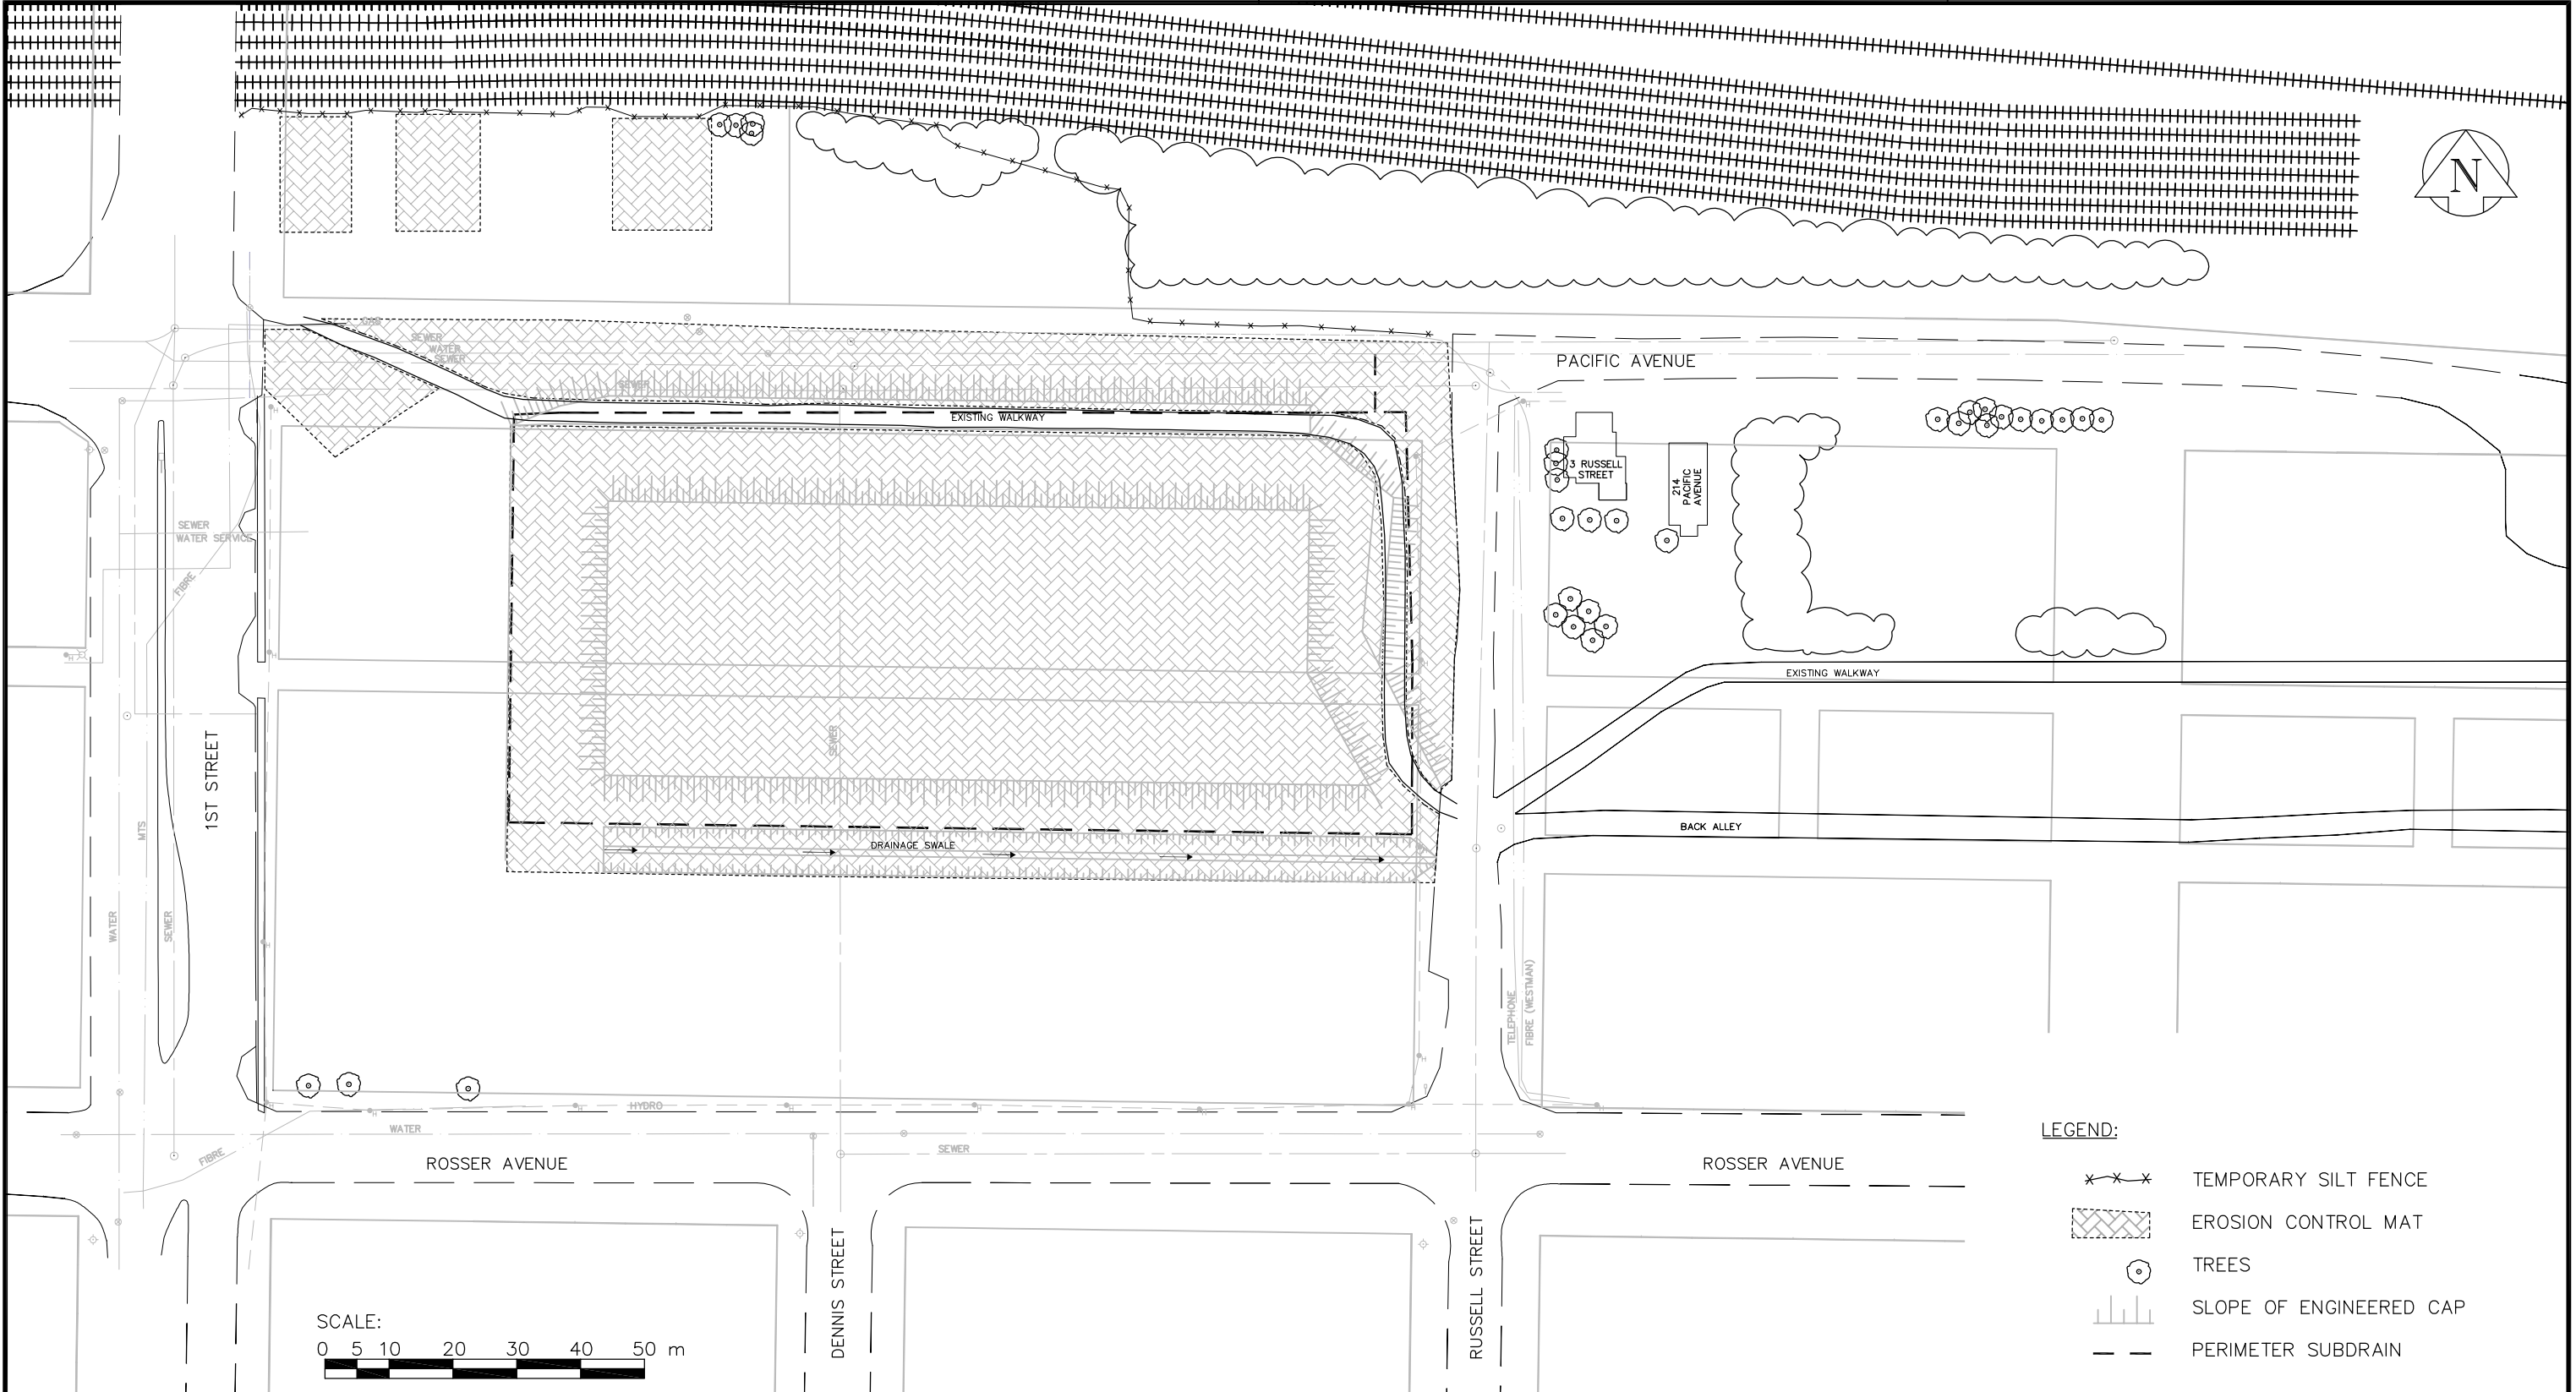 N
GAS
SEWER
WATER
SEWER
SEWER
PACIFIC AVENUE
EXISTING WALKWAY
H
H
3 RUSSELL
STREET
214
PACIFIC
AVENUE
SEWER
WATER SERVICE
FIBRE
H
H
H
EXISTING WALKWAY
1ST STREET
MTS
SEWER
BACK ALLEY
DRAINAGE SWALE
WATER
SEWER
H
TELEPHONE
FIBRE (WESTMAN)
H
HYDRO
H
H
H
H
H
H
H
WATER
FIBRE
SEWER
ROSSER AVENUE
ROSSER AVENUE
DENNIS STREET
RUSSELL STREET
LEGEND:
TEMPORARY SILT FENCE
EROSION CONTROL MAT
TREES
SLOPE OF ENGINEERED CAP
PERIMETER SUBDRAIN
SCALE:
0 5 10 20 30 40 50 m